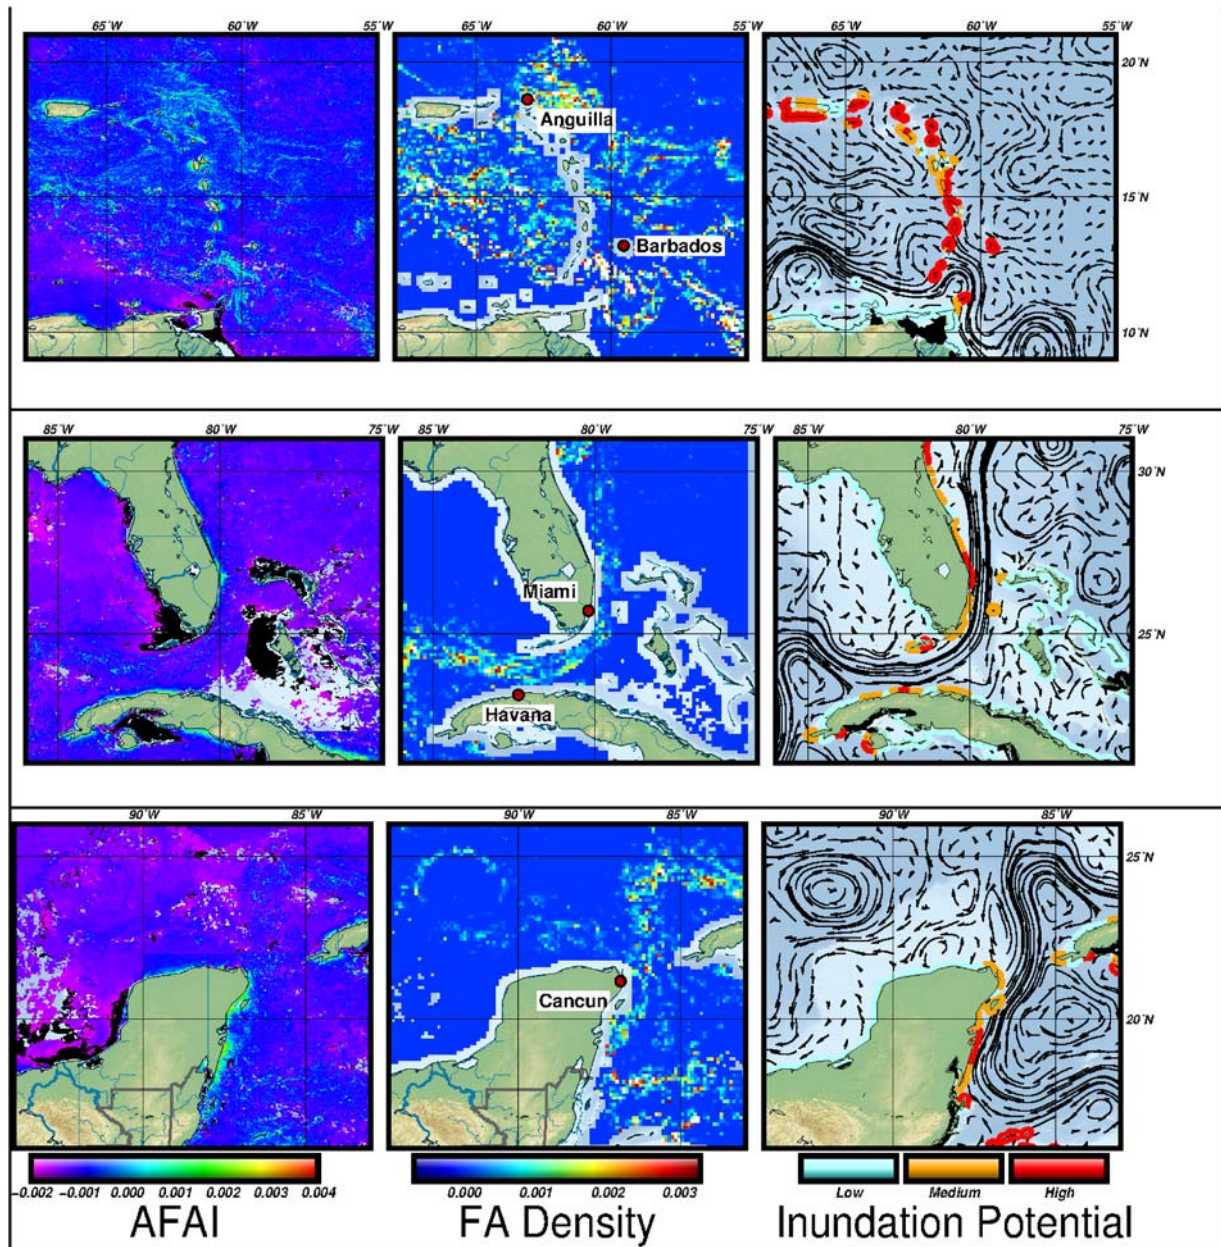 65˚W 60˚W 55˚W 65˚W 60˚W 55˚W 65˚W 60˚W 55˚W
20˚N
Anguilla
15˚N
Barbados
10˚N
85˚W 80˚W 75˚W 85˚W 80˚W 75˚W 85˚W 80˚W 75˚W
30˚N
Miami
25˚N
Havana
90˚W 85˚W 90˚W 85˚W 90˚W 85˚W
25˚N
Cancun
20˚N
−0.002 −0.001 0.000 0.001 0.002 0.003 0.004 0.000 0.001 0.002 0.003 Low Medium High
AFAI FA Density Inundation Potential